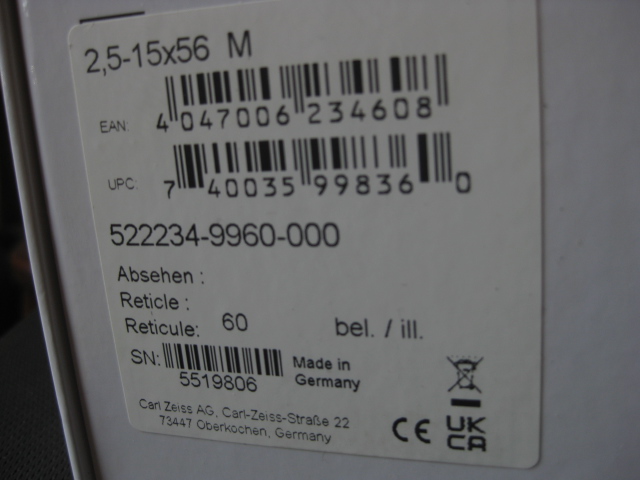 2,5-15x56 M
EAN: 4 047006 234608
UPC: 7 40035 99836 0
522234-9960-000
Absehen :
Reticle :
Reticule: 60 bel. / ill.
SN: 5519806 Made in Germany
Carl Zeiss AG, Carl-Zeiss-Straße 22
73447 Oberkochen, Germany
CE UK CA